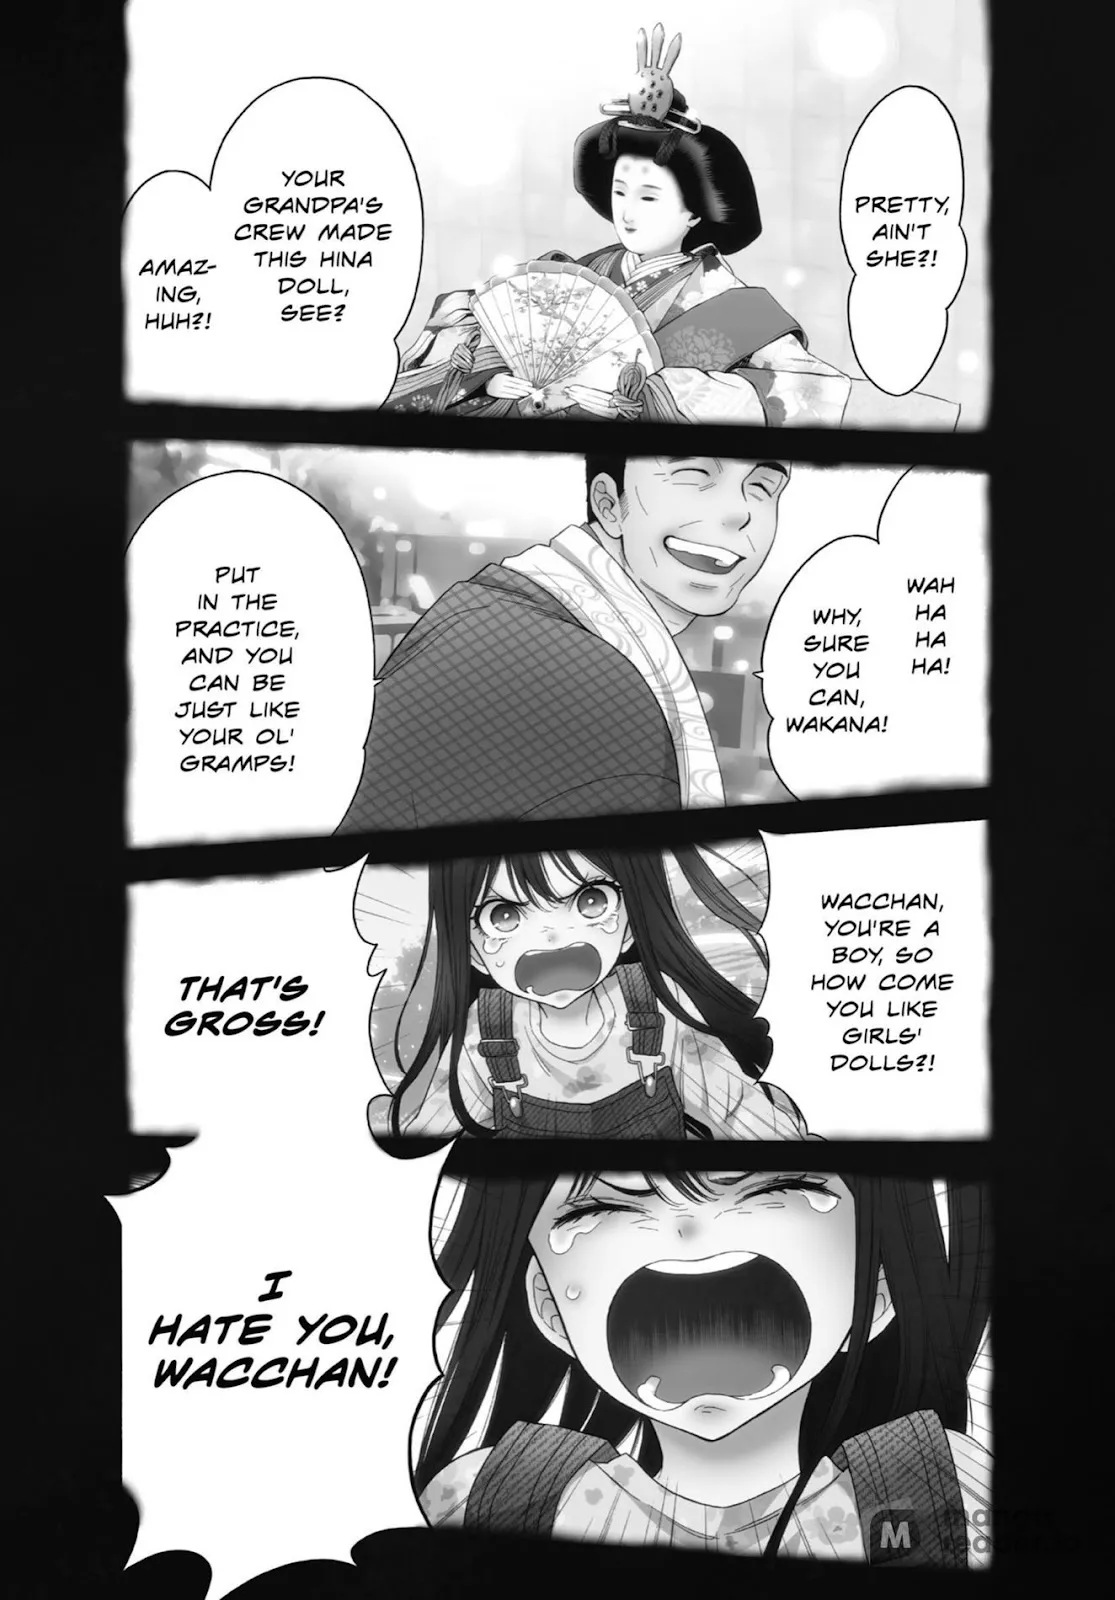 PRETTY,
AIN'T
SHE?!
YOUR
GRANDPA'S
CREW MADE
THIS HINA
DOLL,
SEE?
AMAZ-
ING,
HUH?!
WAH
HA
HA
HA!
WHY,
SURE
YOU
CAN,
WAKANA!
PUT
IN THE
PRACTICE,
AND YOU
CAN BE
JUST LIKE
YOUR OL'
GRAMPS!
WACCHAN,
YOU'RE A
BOY, SO
HOW COME
YOU LIKE
GIRLS'
DOLLS?!
THAT'S
GROSS!
I
HATE YOU,
WACCHAN!
M